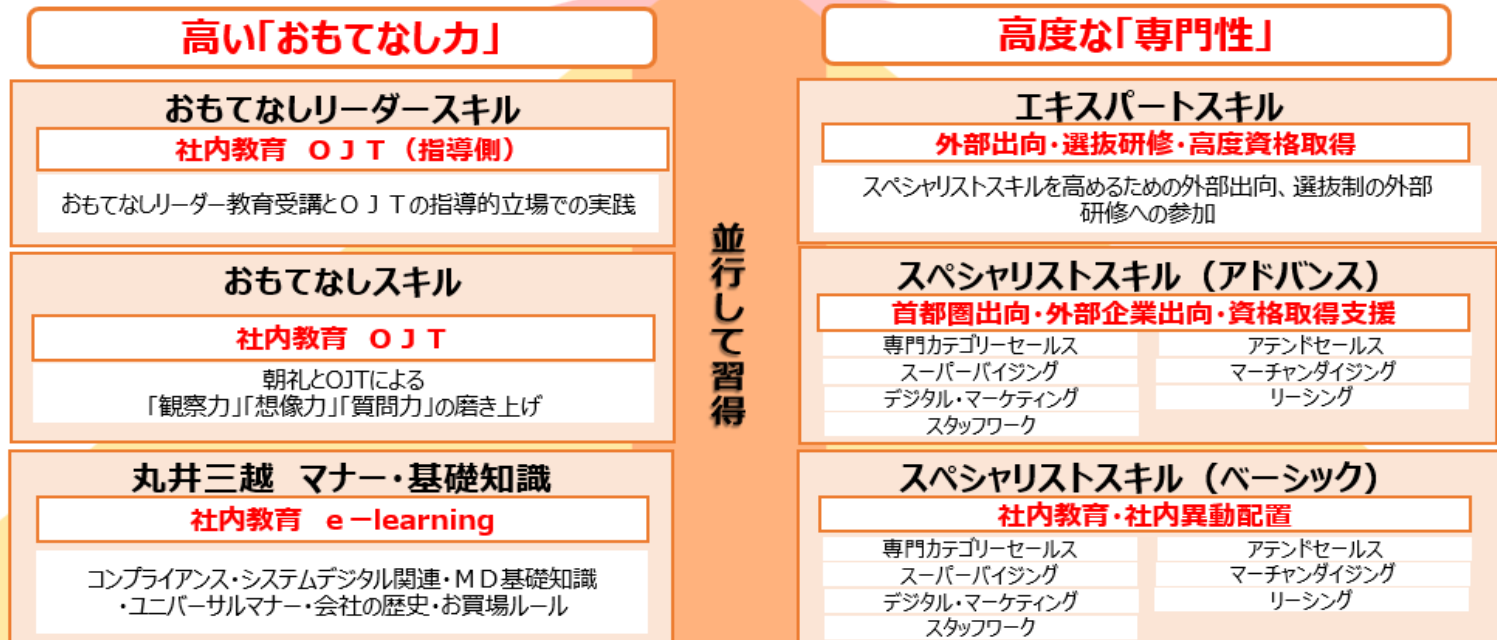 高い「おもてなし力」
おもてなしリーダースキル
社内教育 OJT(指導側)
おもてなしリーダー教育受講とOJTの指導的立場での実践
おもてなしスキル
社内教育 OJT
朝礼とOJTによる
「観察力」「想像力」「質問力」の磨き上げ
丸井三越 マナー・基礎知識
社内教育 e-learning
コンプライアンス・システムデジタル関連・MD基礎知識
・ユニバーサルマナー・会社の歴史・お買場ルール
並行して習得
高度な「専門性」
エキスパートスキル
外部出向・選抜研修・高度資格取得
スペシャリストスキルを高めるための外部出向、選抜制の外部
研修への参加
スペシャリストスキル(アドバンス)
首都圏出向・外部企業出向・資格取得支援
専門カテゴリーセールス
スーパーバイジング
デジタル・マーケティング
スタッフワーク
アテンドセールス
マーチャンダイジング
リーシング
スペシャリストスキル(ベーシック)
社内教育・社内異動配置
専門カテゴリーセールス
スーパーバイジング
デジタル・マーケティング
スタッフワーク
アテンドセールス
マーチャンダイジング
リーシング